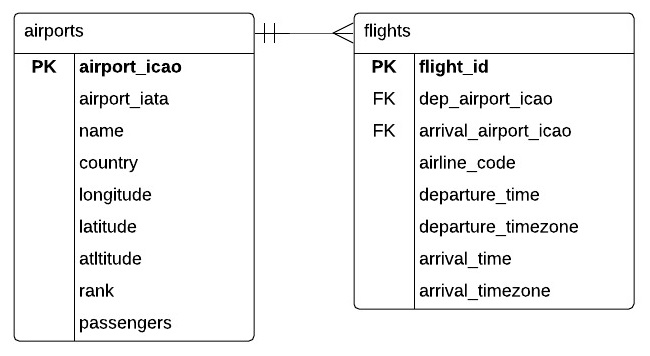 airports
PK airport_icao
airport_iata
name
country
longitude
latitude
atltitude
rank
passengers
flights
PK flight_id
FK dep_airport_icao
FK arrival_airport_icao
airline_code
departure_time
departure_timezone
arrival_time
arrival_timezone